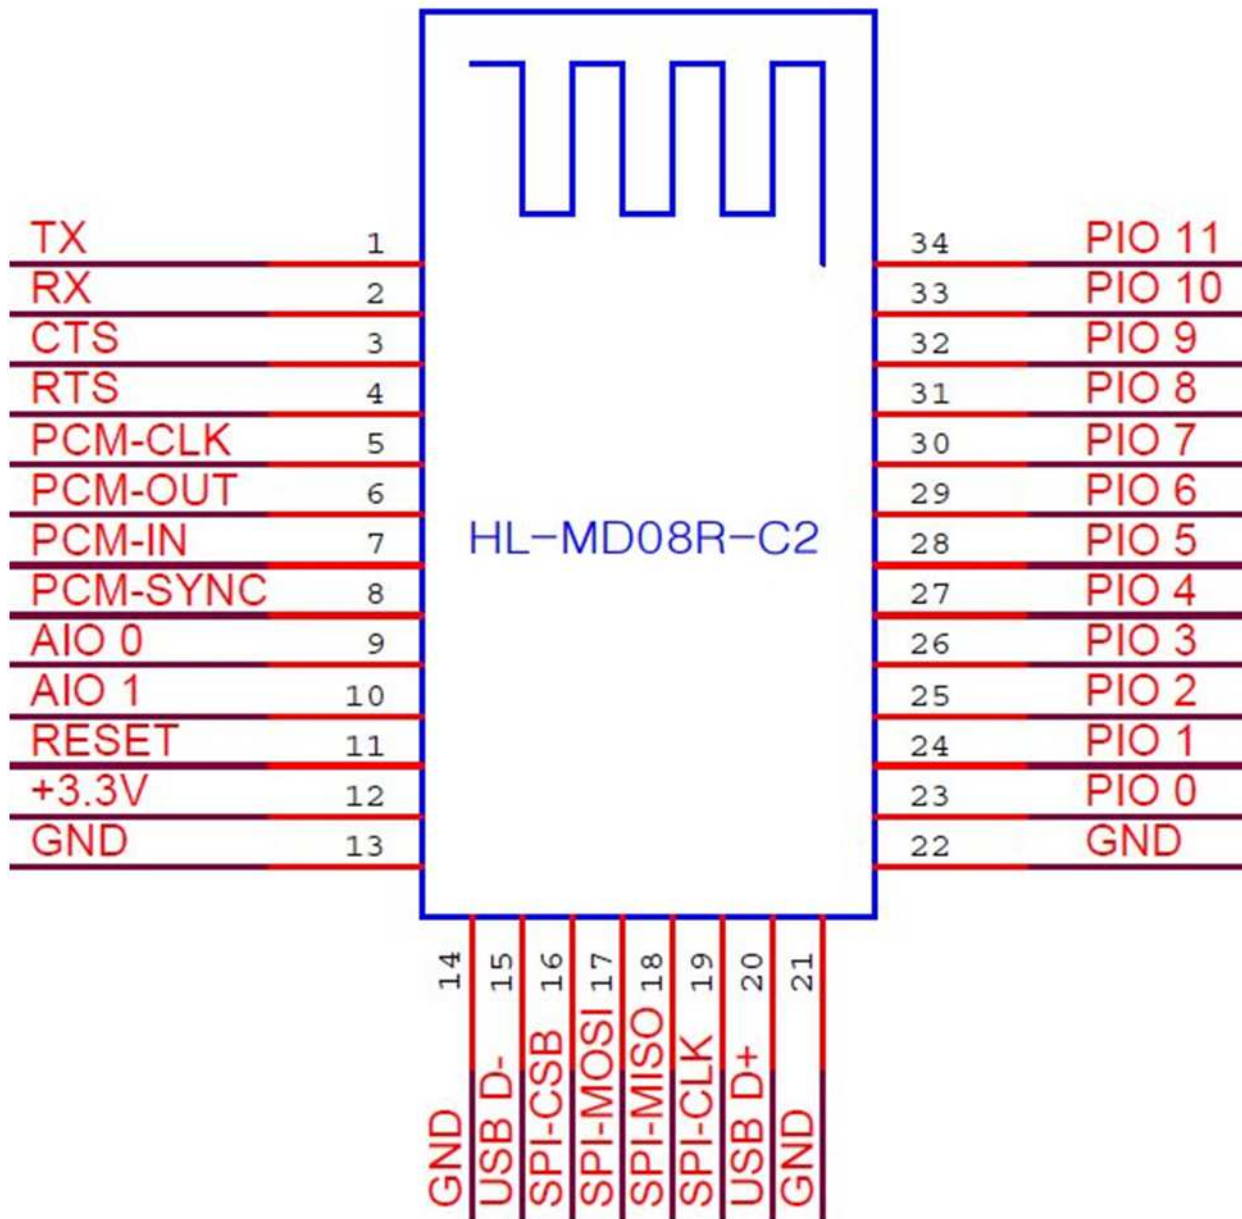 TX 1 34 PIO 11
RX 2 33 PIO 10
CTS 3 32 PIO 9
RTS 4 31 PIO 8
PCM-CLK 5 30 PIO 7
PCM-OUT 6 29 PIO 6
PCM-IN 7 28 PIO 5
HL-MD08R-C2
PCM-SYNC 8 27 PIO 4
AIO 0 9 26 PIO 3
AIO 1 10 25 PIO 2
RESET 11 24 PIO 1
+3.3V 12 23 PIO 0
GND 13 22 GND
GND 14
USB D- 15
SPI-CSB 16
SPI-MOSI 17
SPI-MISO 18
SPI-CLK 19
USB D+ 20
GND 21